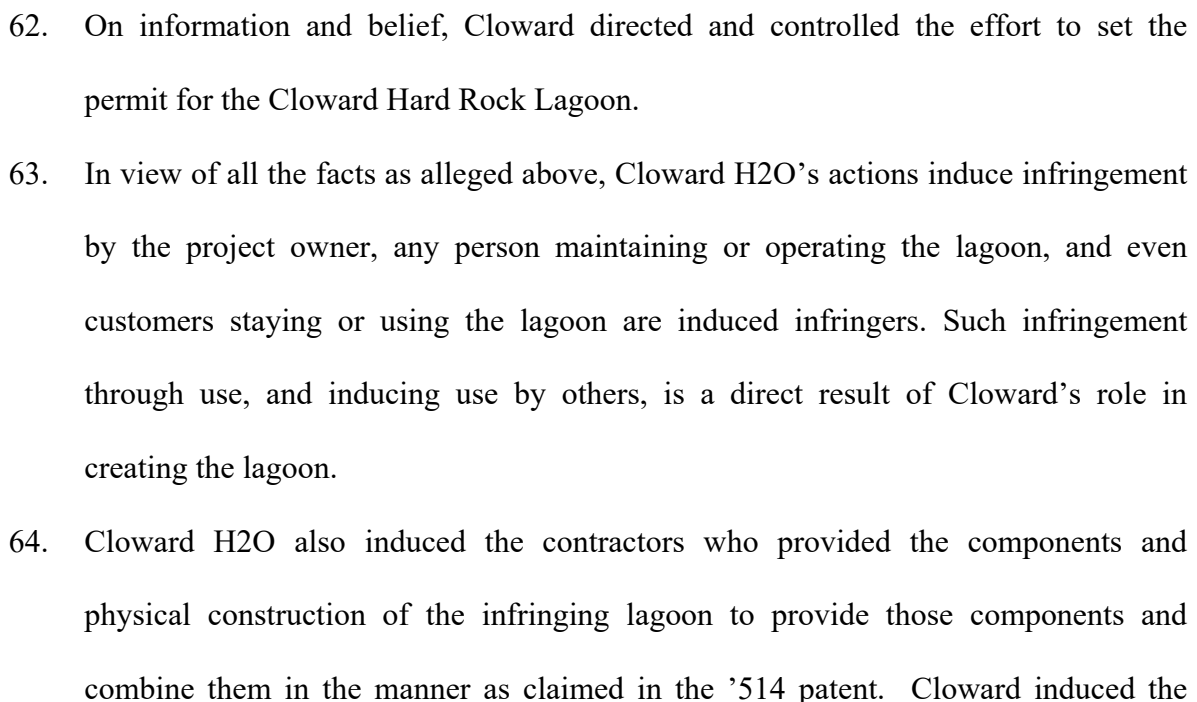 62. On information and belief, Cloward directed and controlled the effort to set the
permit for the Cloward Hard Rock Lagoon.
63. In view of all the facts as alleged above, Cloward H2O’s actions induce infringement
by the project owner, any person maintaining or operating the lagoon, and even
customers staying or using the lagoon are induced infringers. Such infringement
through use, and inducing use by others, is a direct result of Cloward’s role in
creating the lagoon.
64. Cloward H2O also induced the contractors who provided the components and
physical construction of the infringing lagoon to provide those components and
combine them in the manner as claimed in the ’514 patent. Cloward induced the